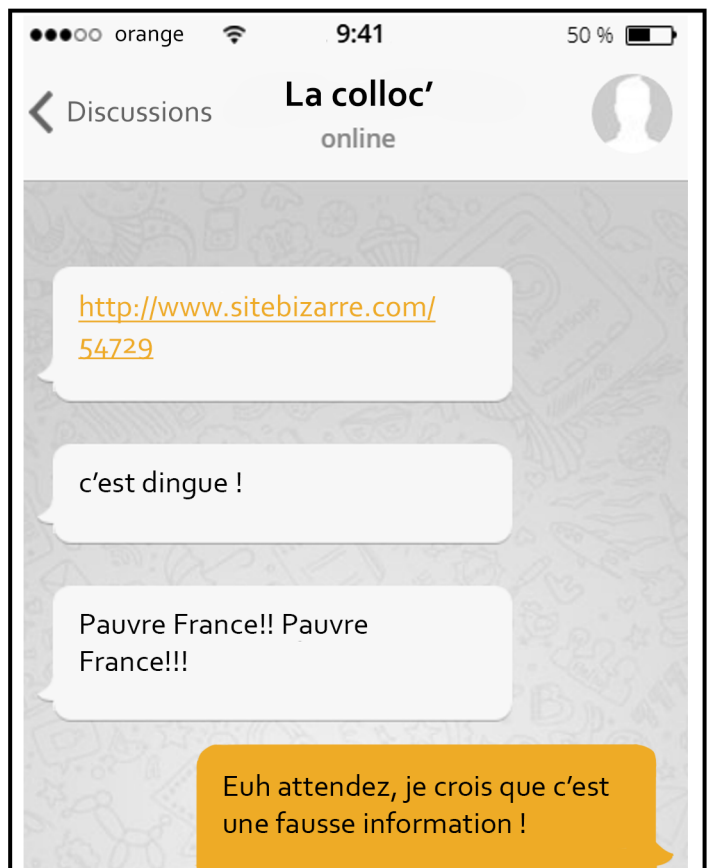 orange 9:41 50 %
Discussions La colloc’
online
http://www.sitebizarre.com/
54729
c’est dingue !
Pauvre France!! Pauvre
France!!!
Euh attendez, je crois que c’est
une fausse information !